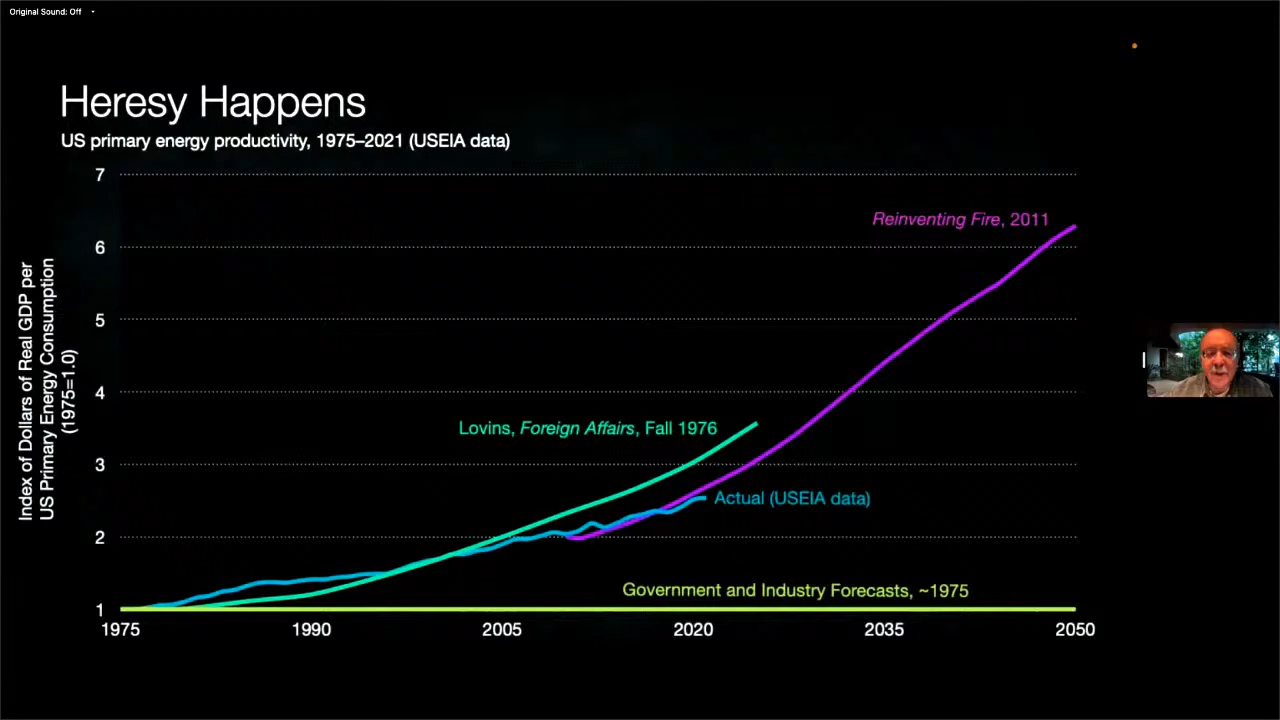 Original Sound: Off
Heresy Happens
US primary energy productivity, 1975–2021 (USEIA data)
Index of Dollars of Real GDP per
US Primary Energy Consumption
(1975=1.0)
7
6
5
4
3
2
1
Reinventing Fire, 2011
Lovins, Foreign Affairs, Fall 1976
Actual (USEIA data)
Government and Industry Forecasts, ~1975
1975 1990 2005 2020 2035 2050